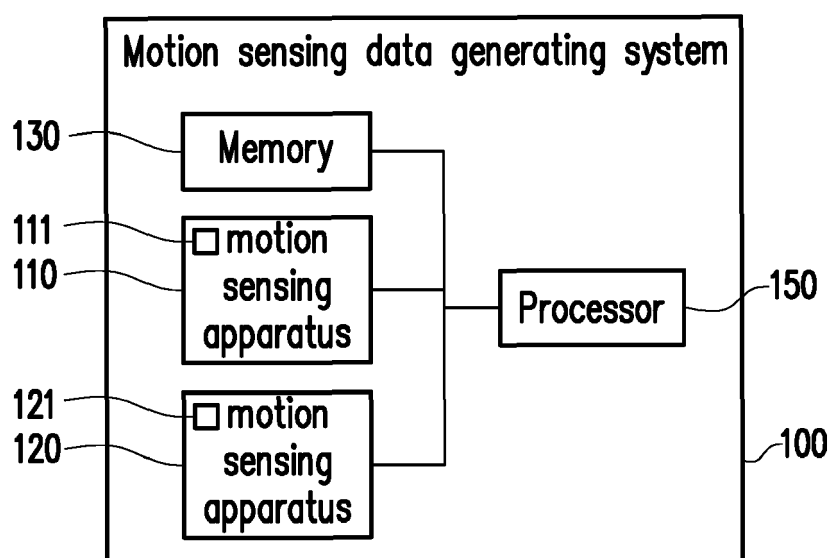 Motion sensing data generating system
130
Memory
111
motion
110
sensing
apparatus
Processor
150
121
motion
120
sensing
apparatus
100